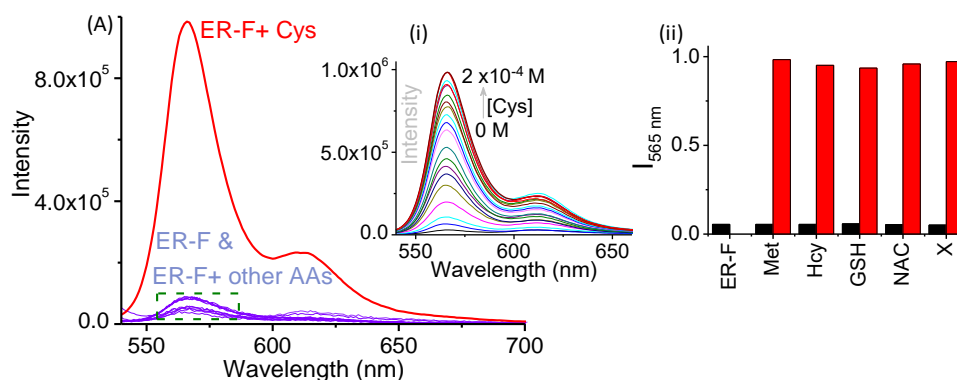 (A)
ER-F+ Cys
ER-F &
ER-F+ other AAs
8.0x10⁵
4.0x10⁵
0.0
Intensity
550
600
650
700
Wavelength (nm)
(i)
2 x10⁻⁴ M
[Cys]
0 M
1.0x10⁶
5.0x10⁵
0.0
Intensity
550
600
650
Wavelength (nm)
(ii)
1.0
0.5
0.0
I565 nm
ER-F
Met
Hcy
GSH
NAC
X